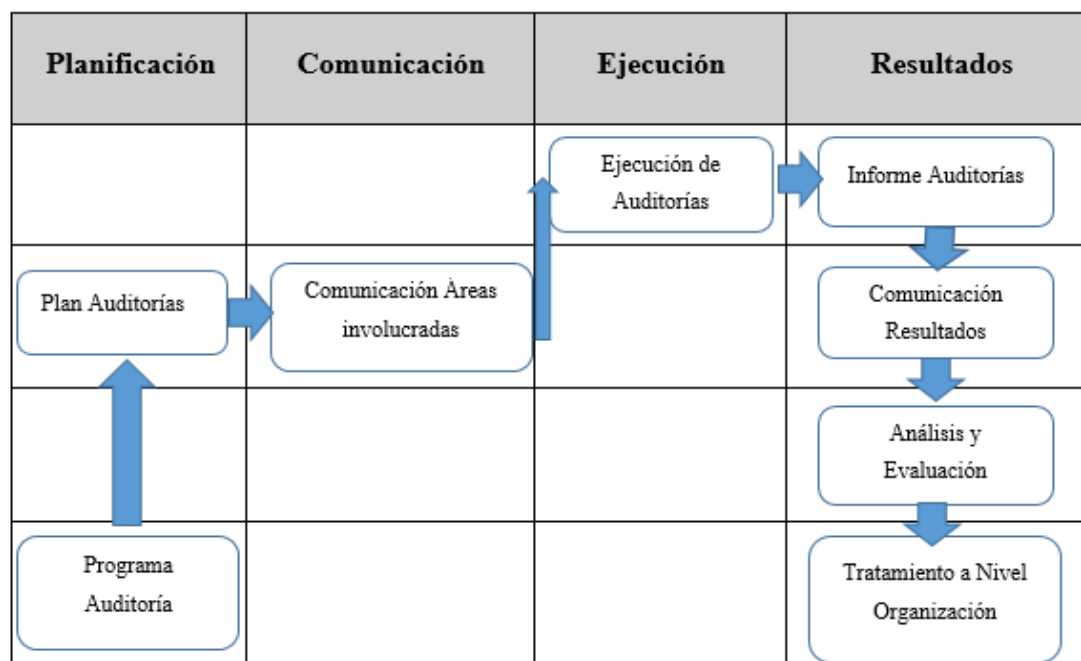 Planificación
Comunicación
Ejecución
Resultados
Ejecución de
Auditorías
Informe Auditorías
Plan Auditorías
Comunicación Áreas
involucradas
Comunicación
Resultados
Análisis y
Evaluación
Programa
Auditoría
Tratamiento a Nivel
Organización